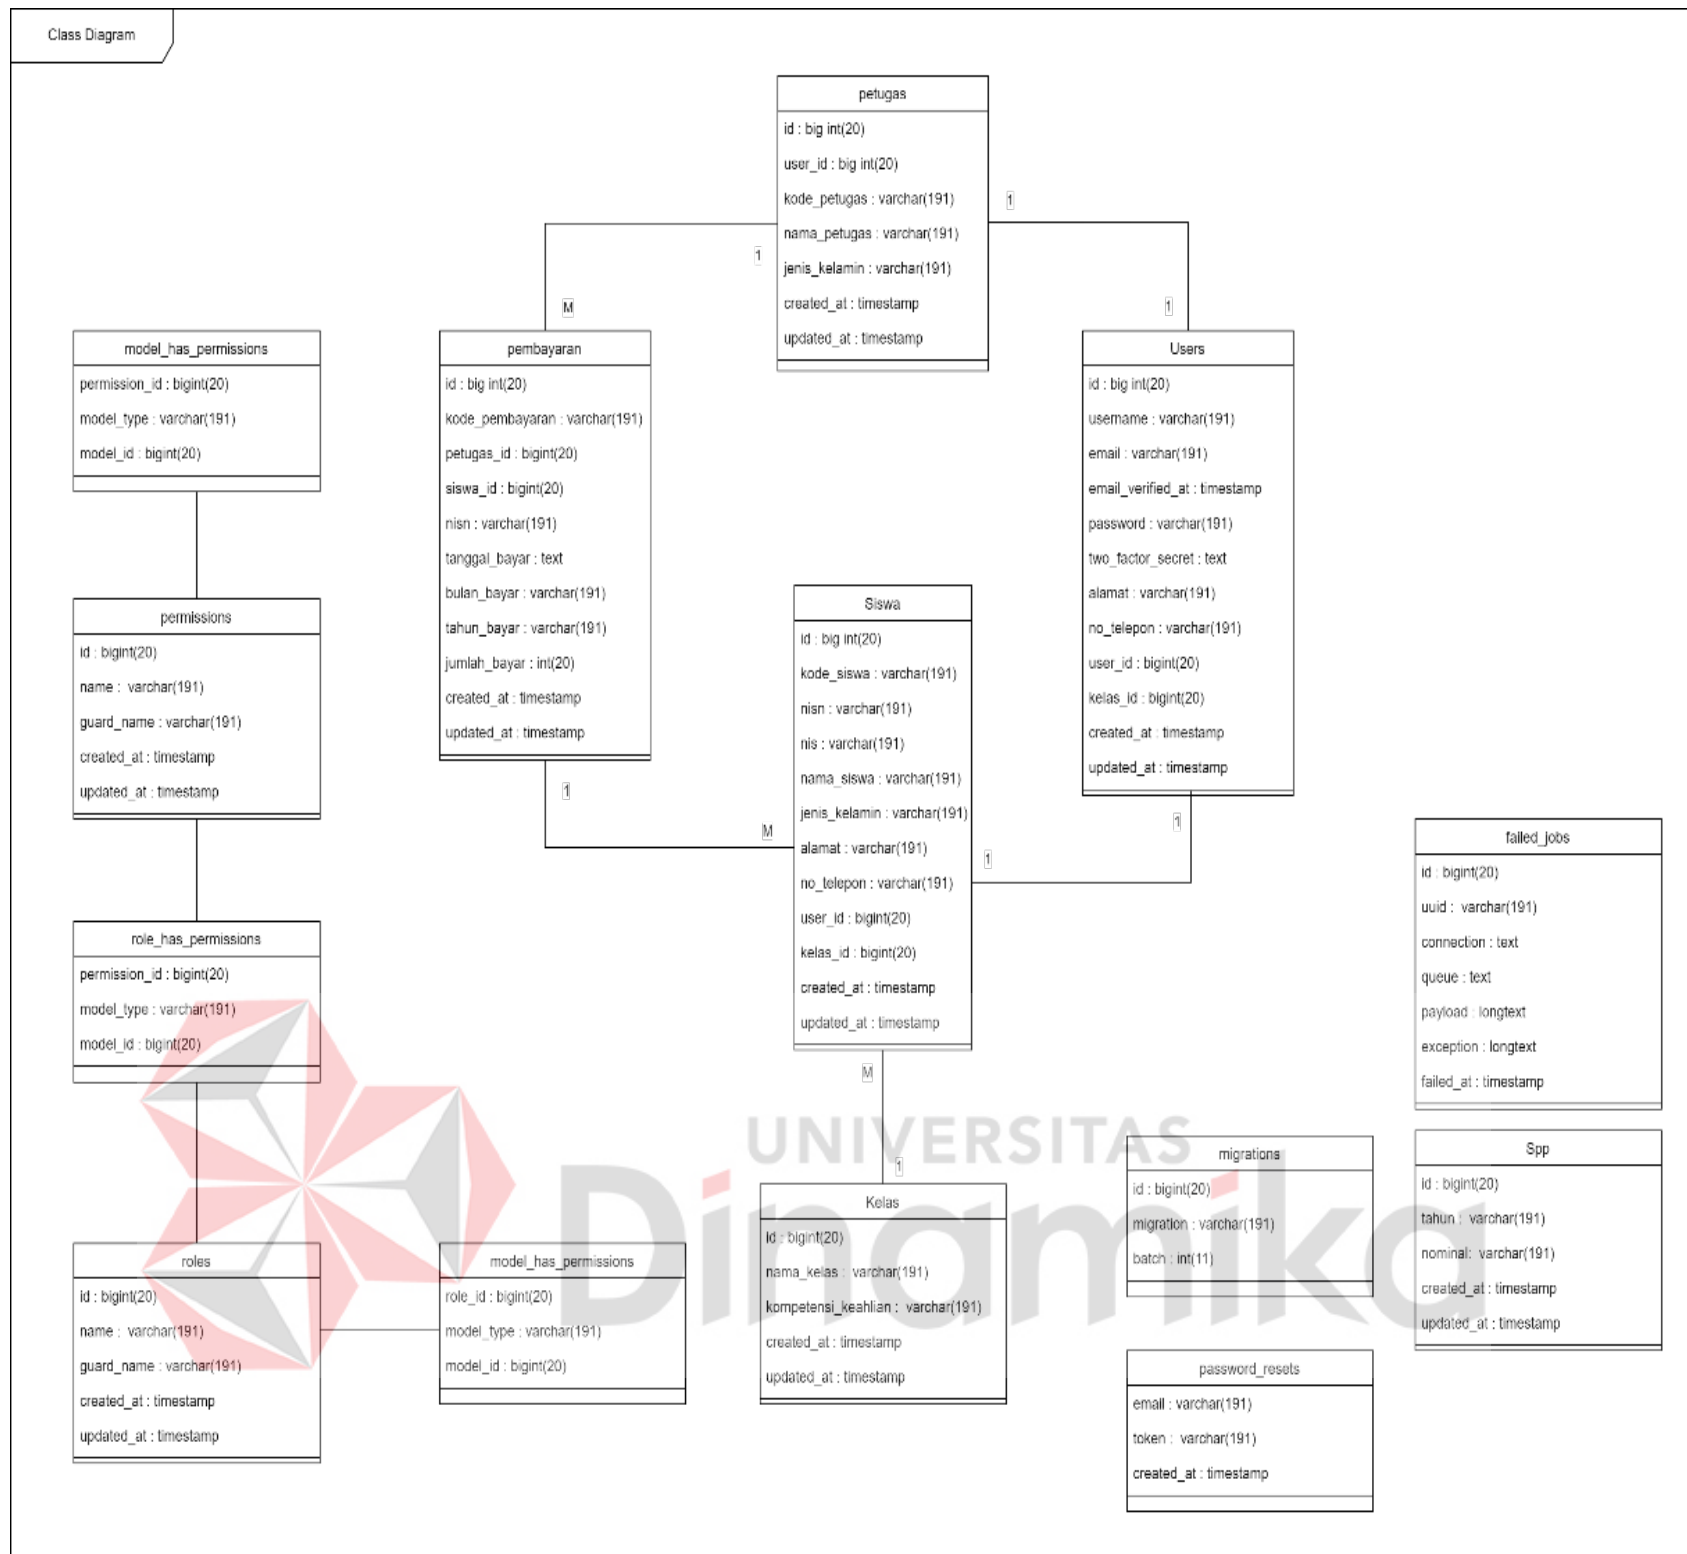 Class Diagram
petugas
id : big int(20)
user_id : big int(20)
kode_petugas : varchar(191)
nama_petugas : varchar(191)
jenis_kelamin : varchar(191)
created_at : timestamp
updated_at : timestamp
1
1
M
1
model_has_permissions
permission_id : bigint(20)
model_type : varchar(191)
model_id : bigint(20)
pembayaran
id : big int(20)
kode_pembayaran : varchar(191)
petugas_id : bigint(20)
siswa_id : bigint(20)
nisn : varchar(191)
tanggal_bayar : text
bulan_bayar : varchar(191)
tahun_bayar : varchar(191)
jumlah_bayar : int(20)
created_at : timestamp
updated_at : timestamp
Users
id : big int(20)
username : varchar(191)
email : varchar(191)
email_verified_at : timestamp
password : varchar(191)
two_factor_secret : text
alamat : varchar(191)
no_telepon : varchar(191)
user_id : bigint(20)
kelas_id : bigint(20)
created_at : timestamp
updated_at : timestamp
permissions
id : bigint(20)
name : varchar(191)
guard_name : varchar(191)
created_at : timestamp
updated_at : timestamp
Siswa
id : big int(20)
kode_siswa : varchar(191)
nisn : varchar(191)
nis : varchar(191)
nama_siswa : varchar(191)
jenis_kelamin : varchar(191)
alamat : varchar(191)
no_telepon : varchar(191)
user_id : bigint(20)
kelas_id : bigint(20)
created_at : timestamp
updated_at : timestamp
1
M
1
1
M
1
failed_jobs
id : bigint(20)
uuid : varchar(191)
connection : text
queue : text
payload : longtext
exception : longtext
failed_at : timestamp
role_has_permissions
permission_id : bigint(20)
model_type : varchar(191)
model_id : bigint(20)
UNIVERSITAS
Dinamika
migrations
id : bigint(20)
migration : varchar(191)
batch : int(11)
Spp
id : bigint(20)
tahun : varchar(191)
nominal: varchar(191)
created_at : timestamp
updated_at : timestamp
Kelas
id : bigint(20)
nama_kelas : varchar(191)
kompetensi_keahlian : varchar(191)
created_at : timestamp
updated_at : timestamp
roles
id : bigint(20)
name : varchar(191)
guard_name : varchar(191)
created_at : timestamp
updated_at : timestamp
model_has_permissions
role_id : bigint(20)
model_type : varchar(191)
model_id : bigint(20)
password_resets
email : varchar(191)
token : varchar(191)
created_at : timestamp